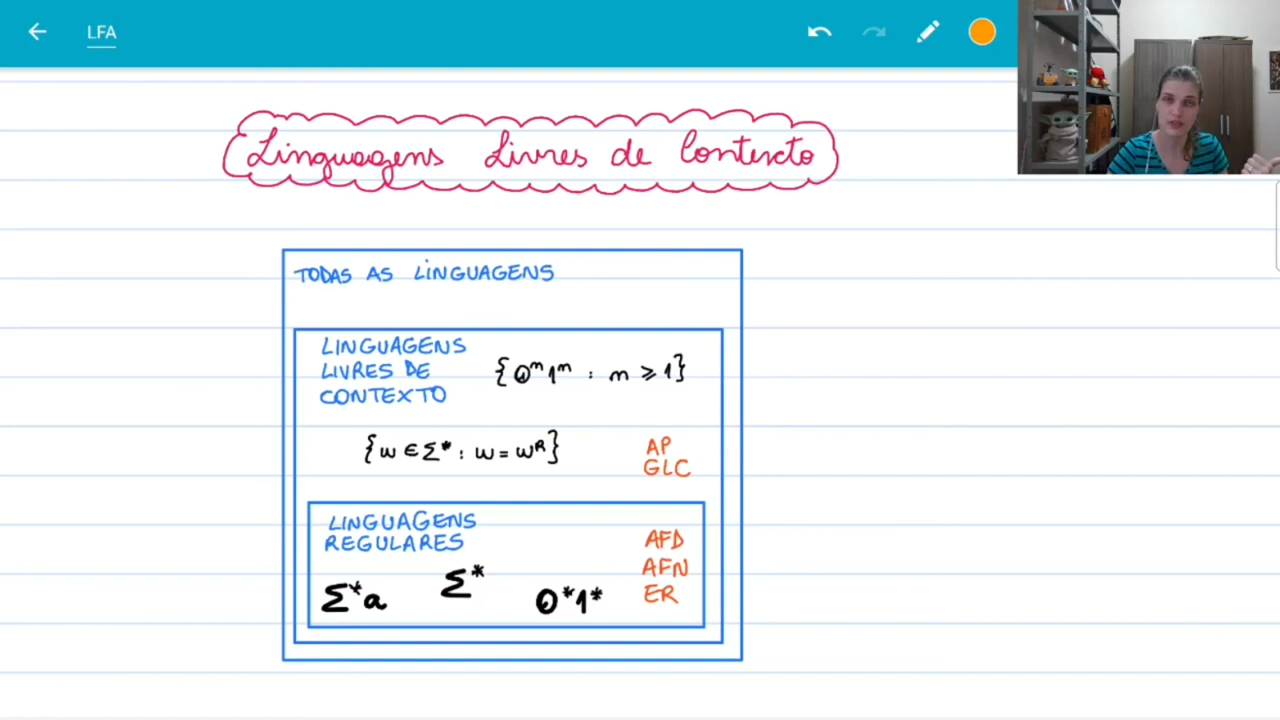 LFA
Linguagens Livres de Contexto
TODAS AS LINGUAGENS
LINGUAGENS
LIVRES DE
CONTEXTO
{0ⁿ1ⁿ : n ≥ 1}
{w ∈ Σ* : w = wᴿ}
AP
GLC
LINGUAGENS
REGULARES
Σ*a
Σ*
0*1*
AFD
AFN
ER